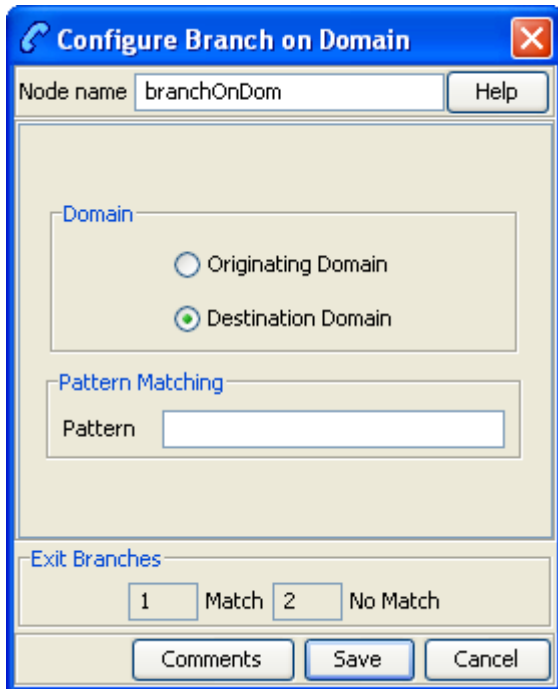 Configure Branch on Domain
Node name branchOnDom Help
Domain
Originating Domain
Destination Domain
Pattern Matching
Pattern
Exit Branches
1 Match 2 No Match
Comments Save Cancel